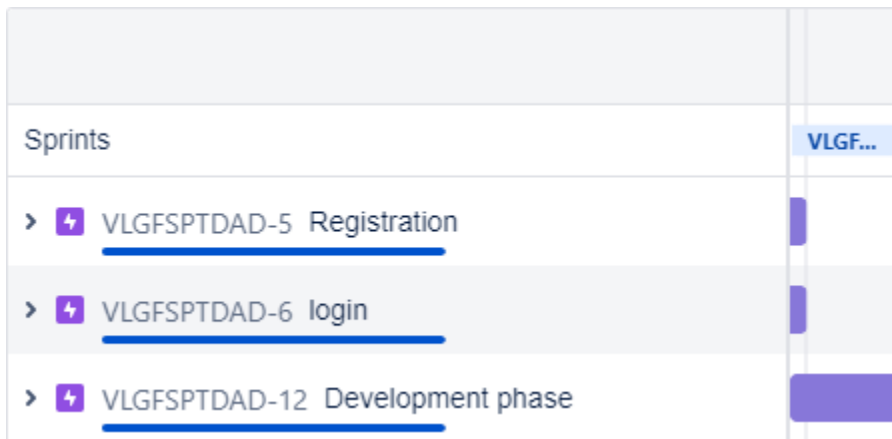 Sprints
VLGF...
VLGFSPTDAD-5 Registration
VLGFSPTDAD-6 login
VLGFSPTDAD-12 Development phase